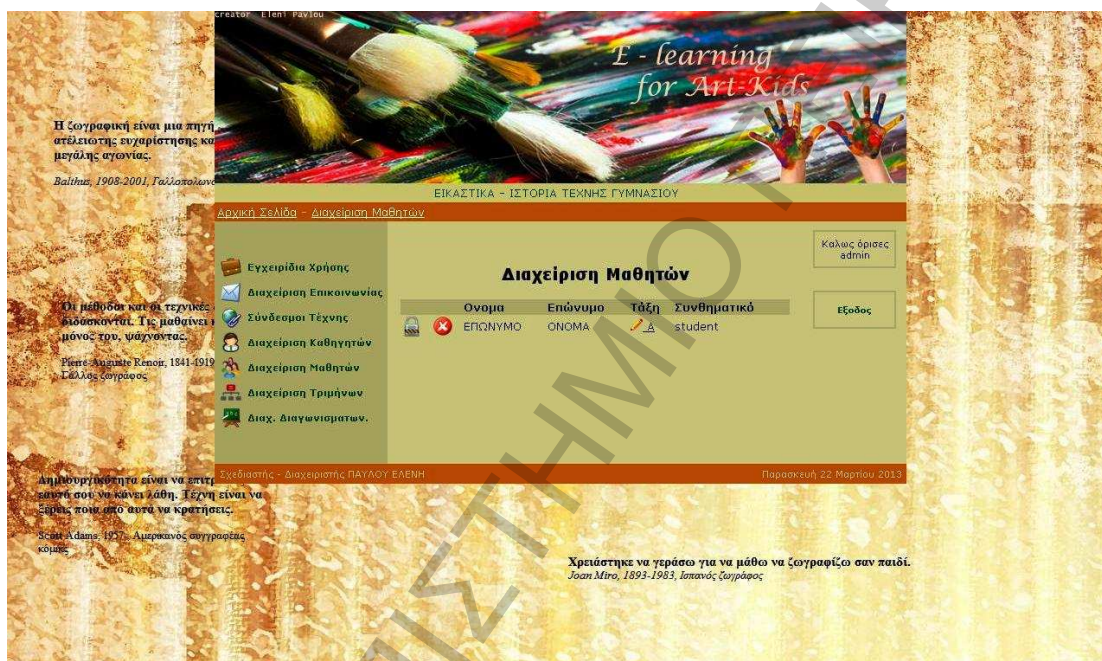 creator Eleni Pavlou
E - learning
for Art-Kids
Η ζωγραφική είναι μια πηγή
ατέλειωτης ευχαρίστησης κα
μεγάλης αγωνίας.
Balthus, 1908-2001, Γαλλοπολωνό
ΕΙΚΑΣΤΙΚΑ - ΙΣΤΟΡΙΑ ΤΕΧΝΗΣ ΓΥΜΝΑΣΙΟΥ
Αρχική Σελίδα - Διαχείριση Μαθητών
Καλως όρισες
admin
Εξοδος
Εγχειρίδια Χρήσης
Διαχείριση Επικοινωνίας
Σύνδεσμοι Τέχνης
Διαχείριση Καθηγητών
Διαχείριση Μαθητών
Διαχείριση Τριμήνων
Διαχ. Διαγωνισματων.
Διαχείριση Μαθητών
Ονομα Επώνυμο Τάξη Συνθηματικό
ΕΠΩΝΥΜΟ ΟΝΟΜΑ Α student
Οι μέθοδοι και οι τεχνικές
διδάσκονται. Τις μαθαίνει
μόνος του, ψάχνοντας.
Pierre-Auguste Renoir, 1841-1919
Γάλλος ζωγράφος
Σχεδιαστής - Διαχειριστής ΠΑΥΛΟΥ ΕΛΕΝΗ
Παρασκευή 22 Μαρτίου 2013
Δημιουργικότητα είναι να επιτρ
εαυτό σου να κάνει λάθη. Τέχνη είναι να
ξέρεις ποια από αυτά να κρατήσεις.
Scott Adams, 1957-, Αμερικανός συγγραφέας
κόμικς
Χρειάστηκε να γεράσω για να μάθω να ζωγραφίζω σαν παιδί.
Joan Miro, 1893-1983, Ισπανός ζωγράφος